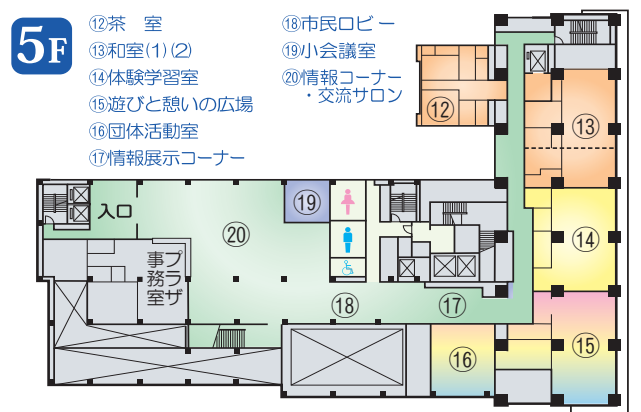 5F
⑫茶 室
⑬和室(1)(2)
⑭体験学習室
⑮遊びと憩いの広場
⑯団体活動室
⑰情報展示コーナー
⑱市民ロビー
⑲小会議室
⑳情報コーナー
・交流サロン
⑫
⑬
⑭
⑮
⑯
⑰
⑱
⑲
⑳
入口
プラザ
事務室